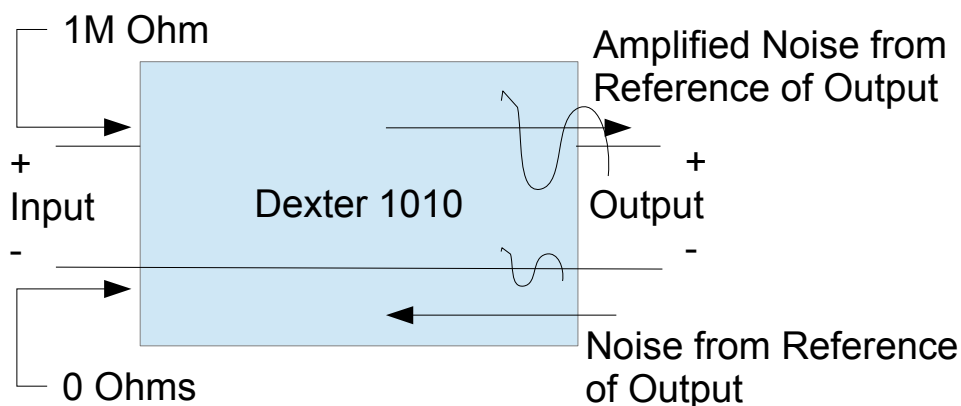 1M Ohm
Amplified Noise from
Reference of Output
+
Input
-
Dexter 1010
+
Output
-
Noise from Reference
of Output
0 Ohms